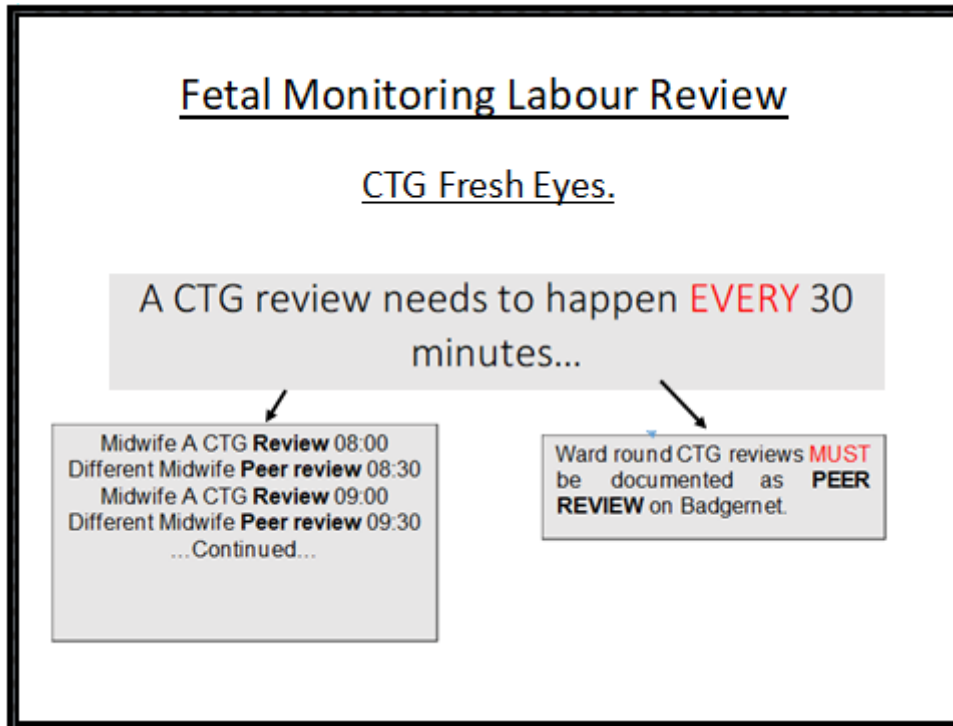 Fetal Monitoring Labour Review
CTG Fresh Eyes.
A CTG review needs to happen EVERY 30
minutes...
Midwife A CTG Review 08:00
Different Midwife Peer review 08:30
Midwife A CTG Review 09:00
Different Midwife Peer review 09:30
...Continued...
Ward round CTG reviews MUST
be documented as PEER
REVIEW on Badgernet.